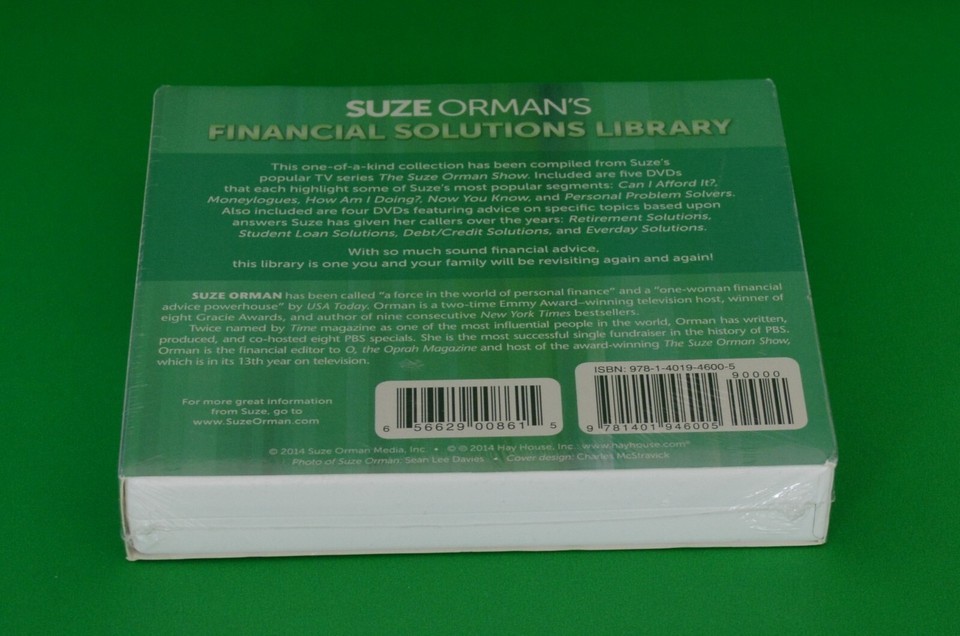 SUZE ORMAN'S
FINANCIAL SOLUTIONS LIBRARY
This one-of-a-kind collection has been compiled from Suze's
popular TV series The Suze Orman Show. Included are five DVDs
that each highlight some of Suze's most popular segments: Can I Afford It?,
Moneylogues, How Am I Doing?, Now You Know, and Personal Problem Solvers.
Also included are four DVDs featuring advice on specific topics based upon
answers Suze has given her callers over the years: Retirement Solutions,
Student Loan Solutions, Debt/Credit Solutions, and Everday Solutions.
With so much sound financial advice,
this library is one you and your family will be revisiting again and again!
SUZE ORMAN has been called "a force in the world of personal finance" and a "one-woman financial
advice powerhouse" by USA Today. Orman is a two-time Emmy Award–winning television host, winner of
eight Gracie Awards, and author of nine consecutive New York Times bestsellers.
Twice named by Time magazine as one of the most influential people in the world, Orman has written,
produced, and co-hosted eight PBS specials. She is the most successful single fundraiser in the history of PBS.
Orman is the financial editor to O, the Oprah Magazine and host of the award-winning The Suze Orman Show,
which is in its 13th year on television.
For more great information
from Suze, go to
www.SuzeOrman.com
6 56629 00861 5
ISBN: 978-1-4019-4600-5
90000
9 781401 946005
© 2014 Suze Orman Media, Inc. • © ℗ 2014 Hay House, Inc.: www.hayhouse.com®
Photo of Suze Orman: Sean Lee Davies • Cover design: Charles McStravick